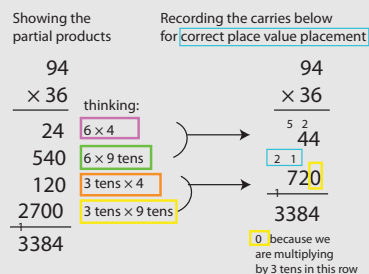 Showing the
partial products
94
× 36
24
540
120
2700
1
3384
thinking:
6 × 4
6 × 9 tens
3 tens × 4
3 tens × 9 tens
Recording the carries below
for correct place value placement
94
× 36
5 2
44
2 1
720
1
3384
0 because we
are multiplying
by 3 tens in this row